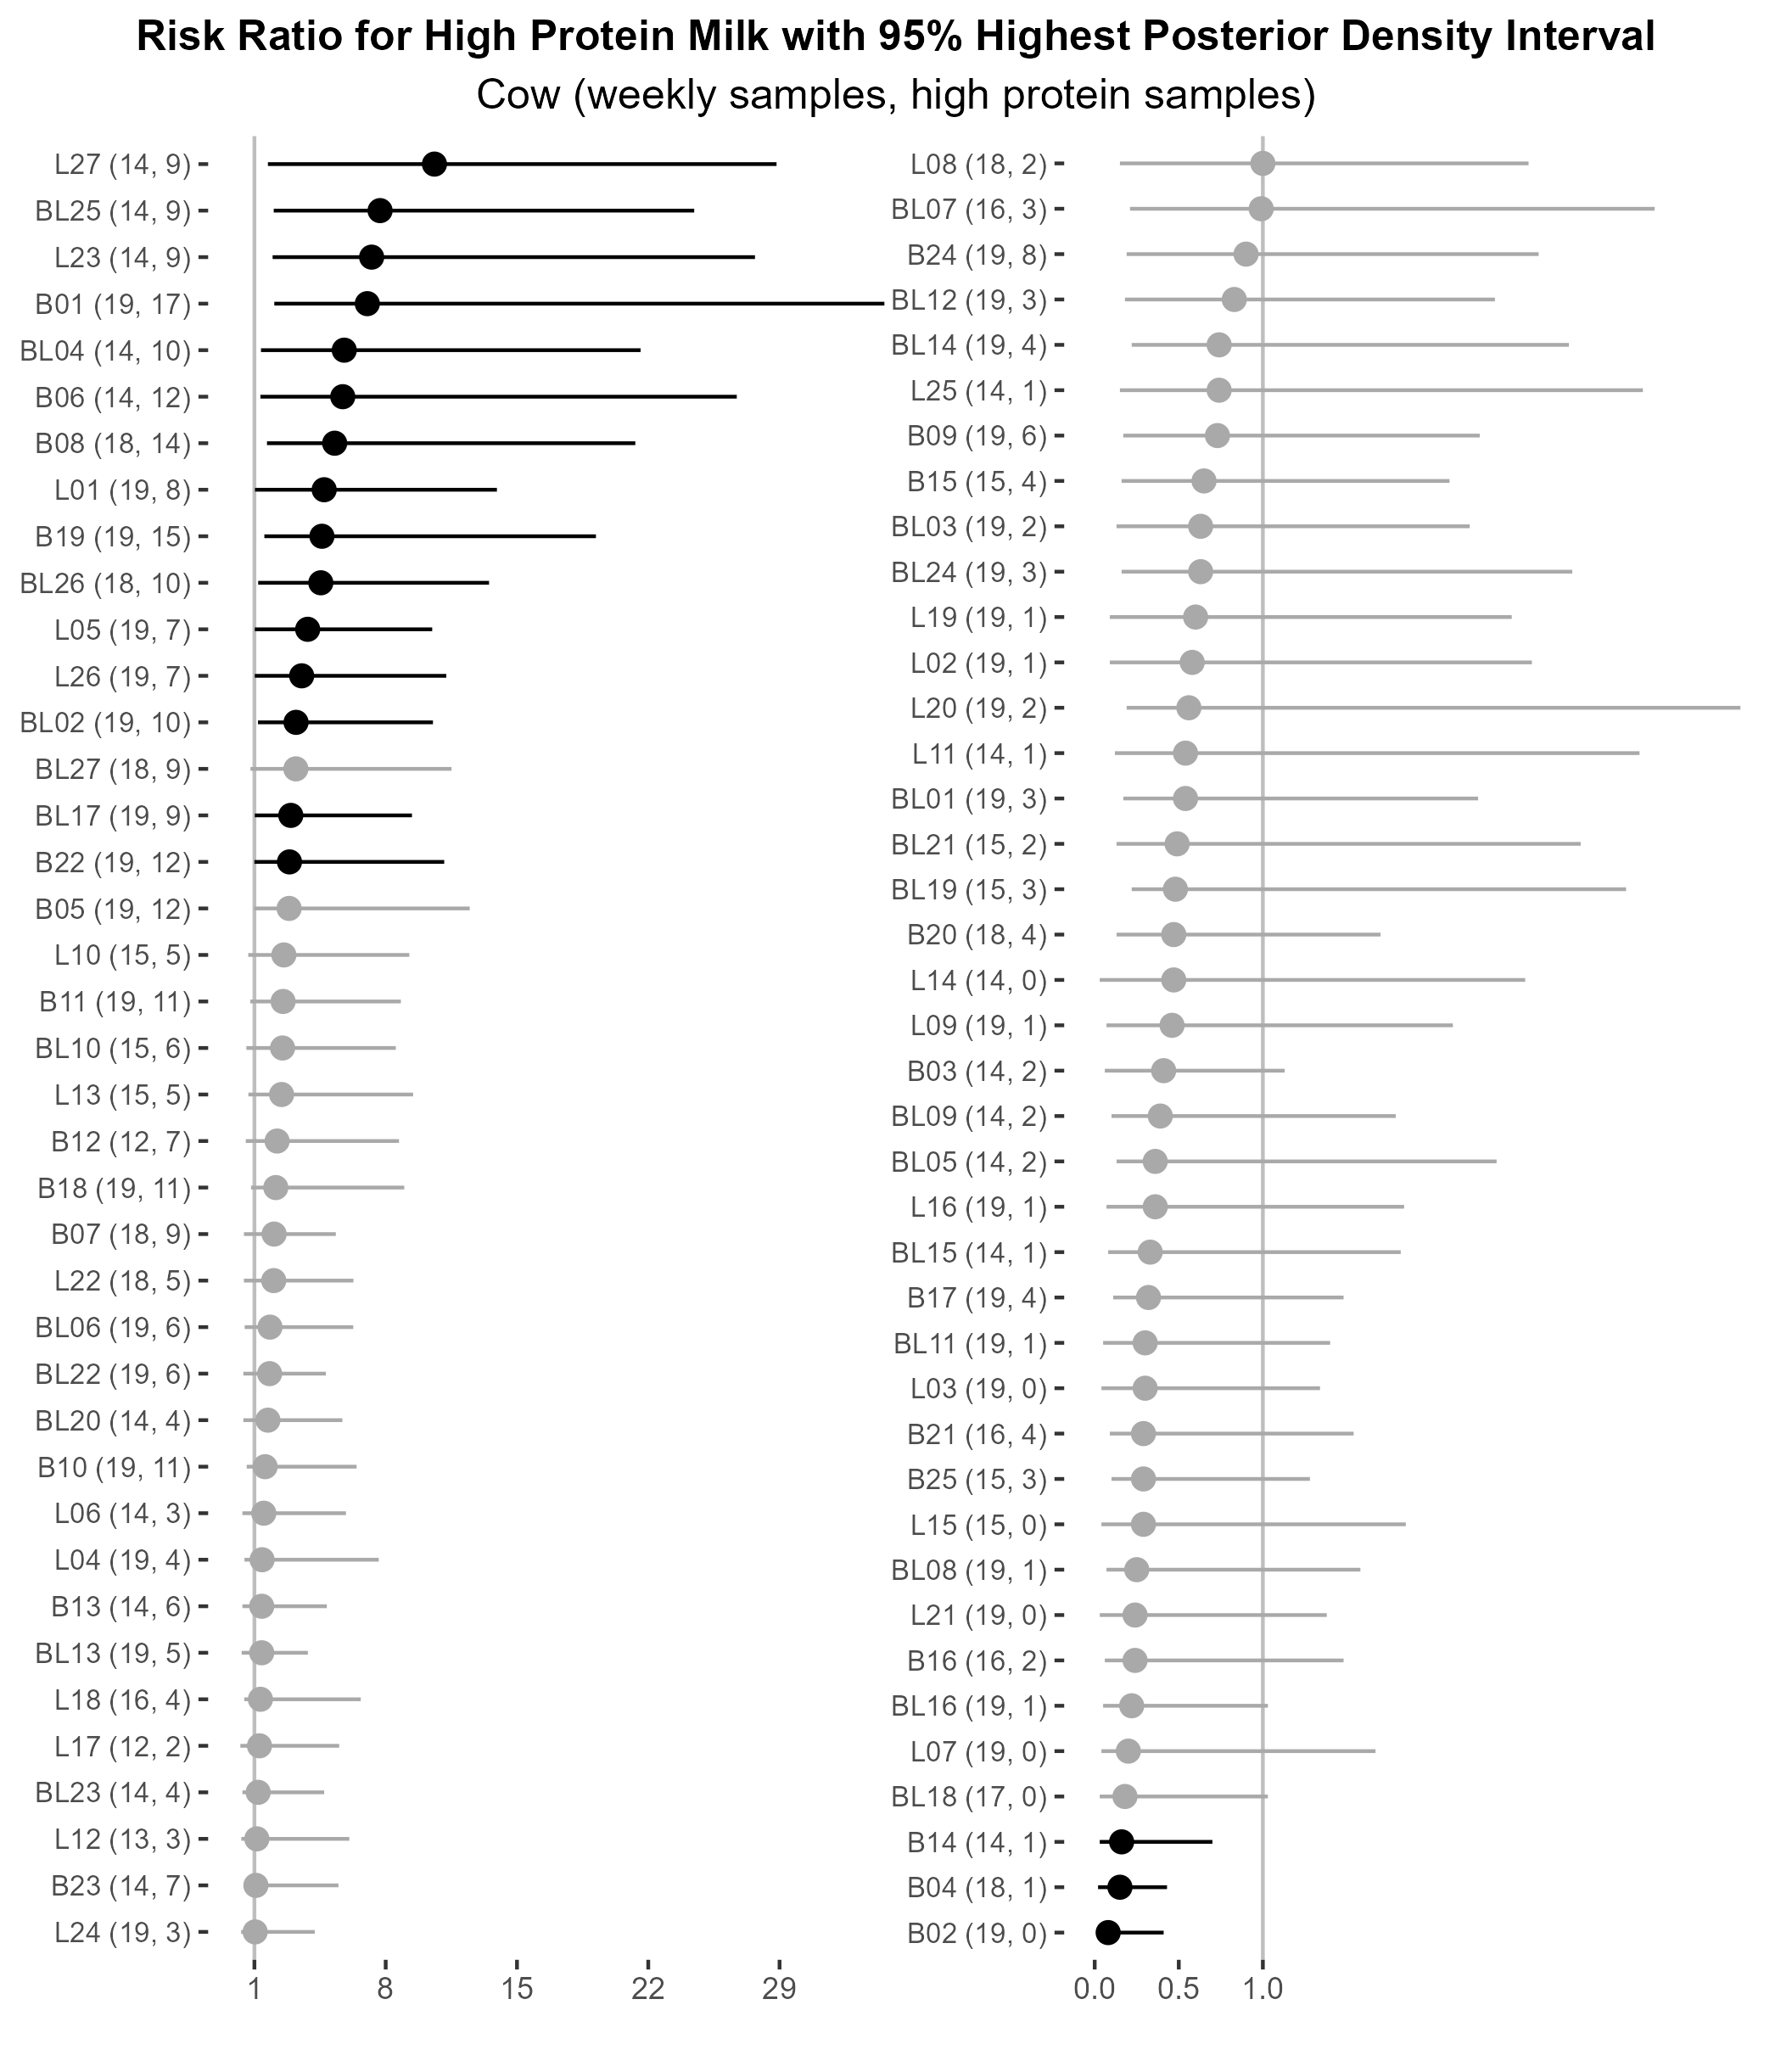 Risk Ratio for High Protein Milk with 95% Highest Posterior Density Interval
Cow (weekly samples, high protein samples)
L27 (14, 9)
BL25 (14, 9)
L23 (14, 9)
B01 (19, 17)
BL04 (14, 10)
B06 (14, 12)
B08 (18, 14)
L01 (19, 8)
B19 (19, 15)
BL26 (18, 10)
L05 (19, 7)
L26 (19, 7)
BL02 (19, 10)
BL27 (18, 9)
BL17 (19, 9)
B22 (19, 12)
B05 (19, 12)
L10 (15, 5)
B11 (19, 11)
BL10 (15, 6)
L13 (15, 5)
B12 (12, 7)
B18 (19, 11)
B07 (18, 9)
L22 (18, 5)
BL06 (19, 6)
BL22 (19, 6)
BL20 (14, 4)
B10 (19, 11)
L06 (14, 3)
L04 (19, 4)
B13 (14, 6)
BL13 (19, 5)
L18 (16, 4)
L17 (12, 2)
BL23 (14, 4)
L12 (13, 3)
B23 (14, 7)
L24 (19, 3)
1 8 15 22 29
L08 (18, 2)
BL07 (16, 3)
B24 (19, 8)
BL12 (19, 3)
BL14 (19, 4)
L25 (14, 1)
B09 (19, 6)
B15 (15, 4)
BL03 (19, 2)
BL24 (19, 3)
L19 (19, 1)
L02 (19, 1)
L20 (19, 2)
L11 (14, 1)
BL01 (19, 3)
BL21 (15, 2)
BL19 (15, 3)
B20 (18, 4)
L14 (14, 0)
L09 (19, 1)
B03 (14, 2)
BL09 (14, 2)
BL05 (14, 2)
L16 (19, 1)
BL15 (14, 1)
B17 (19, 4)
BL11 (19, 1)
L03 (19, 0)
B21 (16, 4)
B25 (15, 3)
L15 (15, 0)
BL08 (19, 1)
L21 (19, 0)
B16 (16, 2)
BL16 (19, 1)
L07 (19, 0)
BL18 (17, 0)
B14 (14, 1)
B04 (18, 1)
B02 (19, 0)
0.0 0.5 1.0